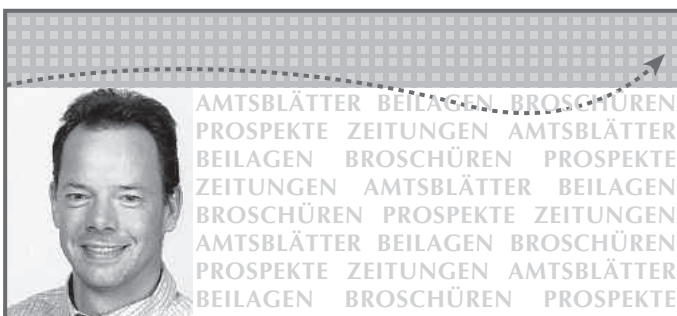 AMTSBLÄTTER BEILAGEN BROSCHÜREN
PROSPEKTE ZEITUNGEN AMTSBLÄTTER
BEILAGEN BROSCHÜREN PROSPEKTE
ZEITUNGEN AMTSBLÄTTER BEILAGEN
BROSCHÜREN PROSPEKTE ZEITUNGEN
AMTSBLÄTTER BEILAGEN BROSCHÜREN
PROSPEKTE ZEITUNGEN AMTSBLÄTTER
BEILAGEN BROSCHÜREN PROSPEKTE